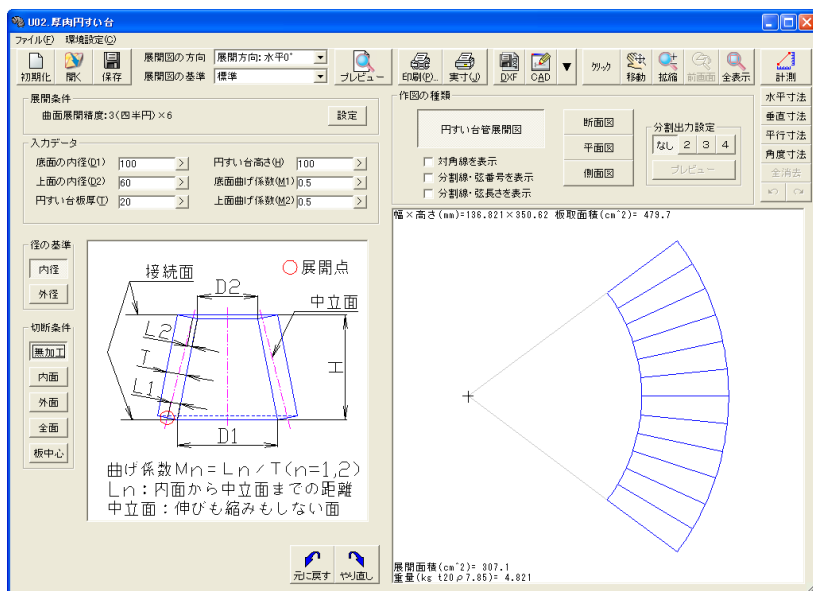 U02.厚肉円すい台
ファイル(F) 環境設定(C)
初期化 開く 保存
展開図の方向 展開方向:水平0°
展開図の基準 標準
プレビュー 印刷(P).. 実寸(J) DXF CAD ▼ クリック 移動 拡縮 前画面 全表示 計測
展開条件
曲面展開精度:3(四半円)×6 設定
入力データ
底面の内径(D1) 100 > 円すい台高さ(H) 100 >
上面の内径(D2) 60 > 底面曲げ係数(M1) 0.5 >
円すい台板厚(T) 20 > 上面曲げ係数(M2) 0.5 >
作図の種類
円すい台管展開図
対角線を表示
分割線・弦番号を表示
分割線・弦長さを表示
断面図
平面図
側面図
分割出力設定
なし 2 3 4
プレビュー
水平寸法
垂直寸法
平行寸法
角度寸法
全消去
径の基準
内径
外径
切断条件
無加工
内面
外面
全面
板中心
接続面 ○展開点
D2
中立面
L2
T
H
L1
D1
曲げ係数Mn=Ln/T(n=1,2)
Ln:内面から中立面までの距離
中立面:伸びも縮みもしない面
元に戻す やり直し
幅×高さ(mm)=136.821×350.62 板取面積(cm^2)= 479.7
展開面積(cm^2)= 307.1
重量(kg t20ρ7.85)= 4.821